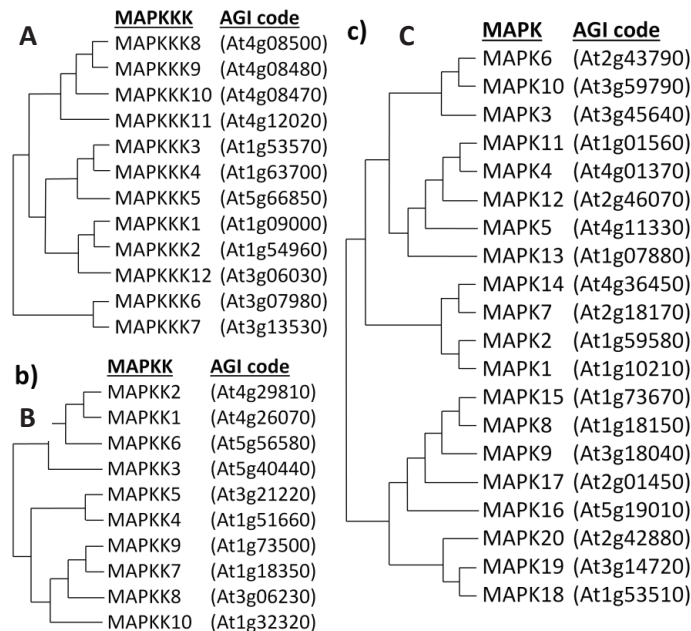 A
MAPKKK AGI code
MAPKKK8 (At4g08500)
MAPKKK9 (At4g08480)
MAPKKK10 (At4g08470)
MAPKKK11 (At4g12020)
MAPKKK3 (At1g53570)
MAPKKK4 (At1g63700)
MAPKKK5 (At5g66850)
MAPKKK1 (At1g09000)
MAPKKK2 (At1g54960)
MAPKKK12 (At3g06030)
MAPKKK6 (At3g07980)
MAPKKK7 (At3g13530)
b)
B
MAPKK AGI code
MAPKK2 (At4g29810)
MAPKK1 (At4g26070)
MAPKK6 (At5g56580)
MAPKK3 (At5g40440)
MAPKK5 (At3g21220)
MAPKK4 (At1g51660)
MAPKK9 (At1g73500)
MAPKK7 (At1g18350)
MAPKK8 (At3g06230)
MAPKK10 (At1g32320)
c) C
MAPK AGI code
MAPK6 (At2g43790)
MAPK10 (At3g59790)
MAPK3 (At3g45640)
MAPK11 (At1g01560)
MAPK4 (At4g01370)
MAPK12 (At2g46070)
MAPK5 (At4g11330)
MAPK13 (At1g07880)
MAPK14 (At4g36450)
MAPK7 (At2g18170)
MAPK2 (At1g59580)
MAPK1 (At1g10210)
MAPK15 (At1g73670)
MAPK8 (At1g18150)
MAPK9 (At3g18040)
MAPK17 (At2g01450)
MAPK16 (At5g19010)
MAPK20 (At2g42880)
MAPK19 (At3g14720)
MAPK18 (At1g53510)